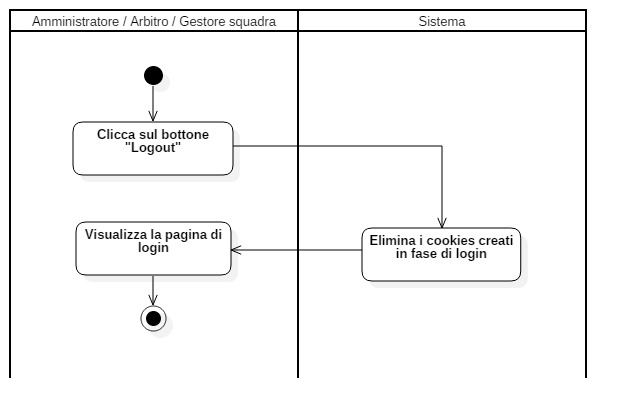 Amministratore / Arbitro / Gestore squadra
Sistema
Clicca sul bottone
"Logout"
Visualizza la pagina di
login
Elimina i cookies creati
in fase di login